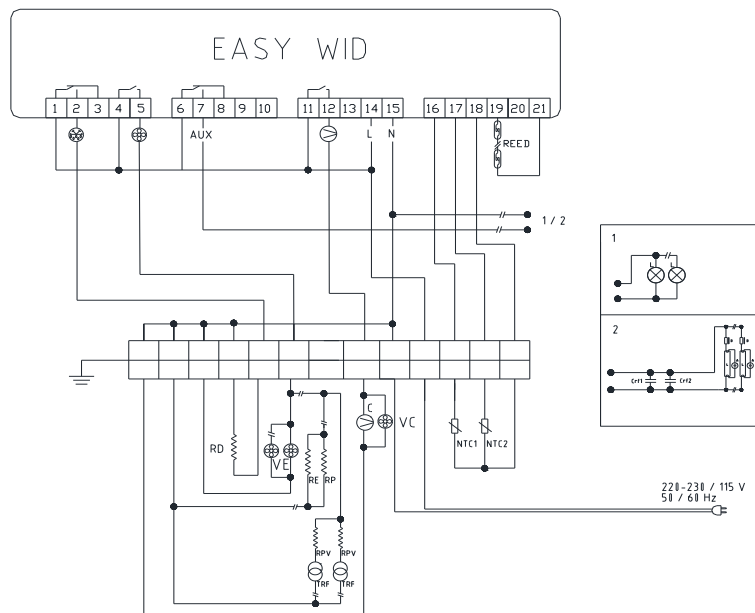 EASY WID
1 2 3 4 5 6 7 8 9 10 11 12 13 14 15 16 17 18 19 20 21
AUX L N REED
1 / 2
1
L L
2
Crf1 Crf2
C VC
RD VE RE RP NTC1 NTC2
220-230 / 115 V
50 / 60 Hz
RPV RPV
TRF TRF